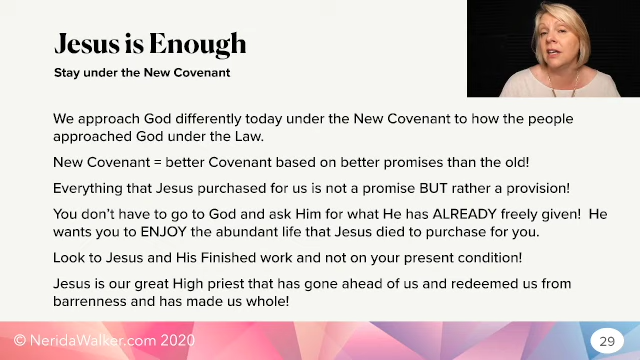 Jesus is Enough
Stay under the New Covenant
We approach God differently today under the New Covenant to how the people
approached God under the Law.
New Covenant = better Covenant based on better promises than the old!
Everything that Jesus purchased for us is not a promise BUT rather a provision!
You don't have to go to God and ask Him for what He has ALREADY freely given!  He
wants you to ENJOY the abundant life that Jesus died to purchase for you.
Look to Jesus and His Finished work and not on your present condition!
Jesus is our great High priest that has gone ahead of us and redeemed us from
barrenness and has made us whole!
© NeridaWalker.com 2020
29